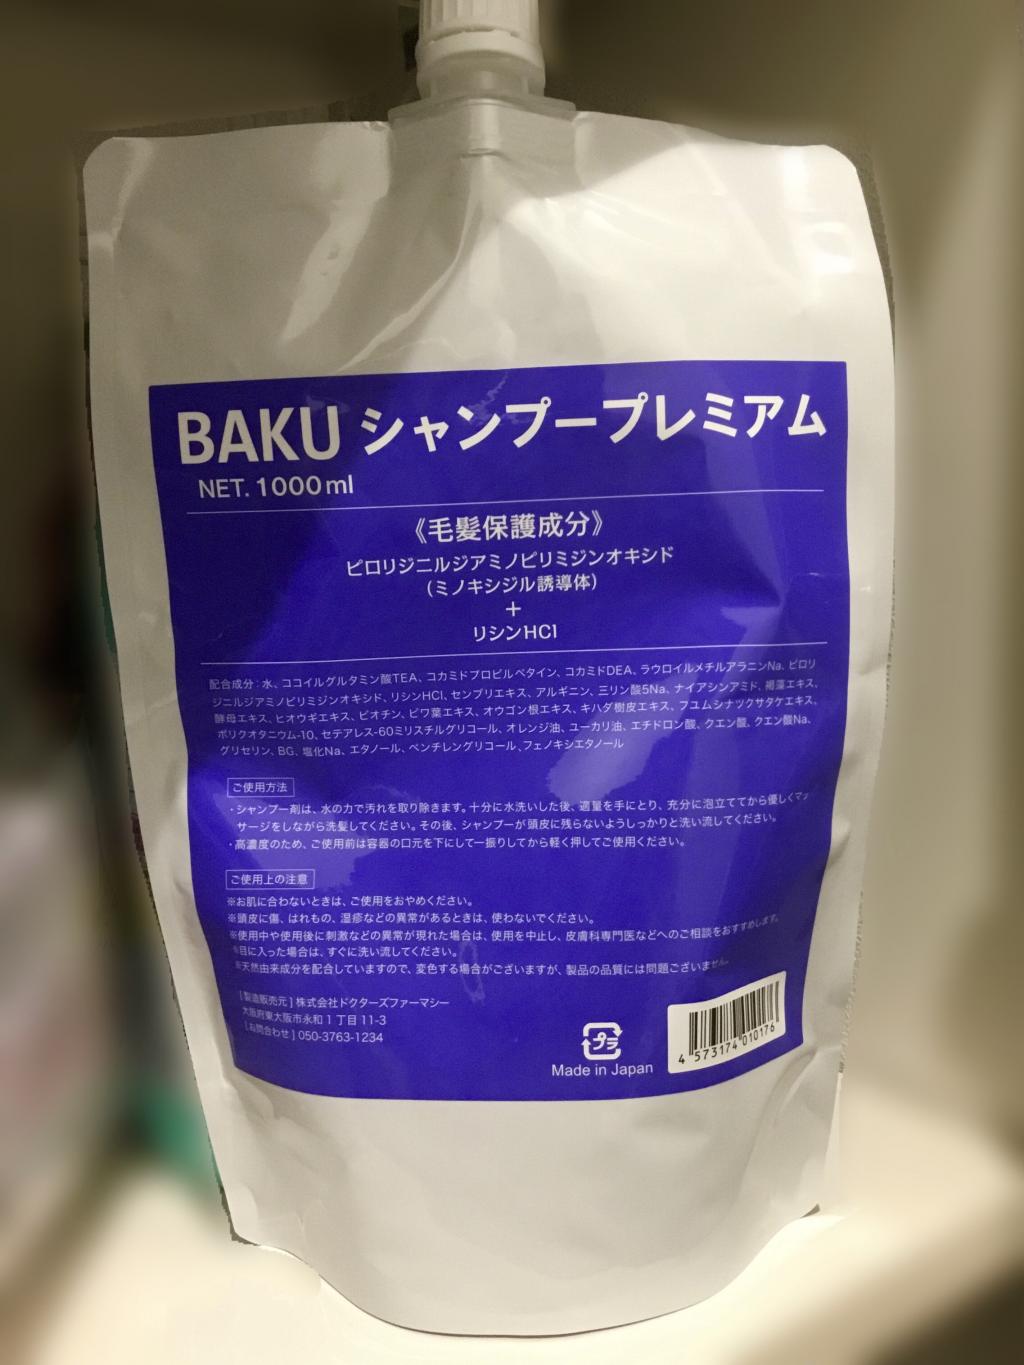 BAKU シャンプープレミアム
NET. 1000ml
《毛髪保護成分》
ピロリジニルジアミノピリミジンオキシド
(ミノキシジル誘導体)
+
リシンHCl
配合成分:水、ココイルグルタミン酸TEA、コカミドプロピルベタイン、コカミドDEA、ラウロイルメチルアラニンNa、ピロリ
ジニルジアミノピリミジンオキシド、リシンHCl、センブリエキス、アルギニン、三リン酸5Na、ナイアシンアミド、褐藻エキス、
酵母エキス、ヒオウギエキス、ビオチン、ビワ葉エキス、オウゴン根エキス、キハダ樹皮エキス、フユムシナツクサタケエキス、
ポリクオタニウム-10、セテアレス-60ミリスチルグリコール、オレンジ油、ユーカリ油、エチドロン酸、クエン酸、クエン酸Na、
グリセリン、BG、塩化Na、エタノール、ペンチレングリコール、フェノキシエタノール
ご使用方法
・シャンプー剤は、水の力で汚れを取り除きます。十分に水洗いした後、適量を手にとり、充分に泡立ててから優しくマッ
サージをしながら洗髪してください。その後、シャンプーが頭皮に残らないようしっかりと洗い流してください。
・高濃度のため、ご使用前は容器の口元を下にして一振りしてから軽く押してご使用ください。
ご使用上の注意
※お肌に合わないときは、ご使用をおやめください。
※頭皮に傷、はれもの、湿疹などの異常があるときは、使わないでください。
※使用中や使用後に刺激などの異常が現れた場合は、使用を中止し、皮膚科専門医などへのご相談をおすすめします。
※目に入った場合は、すぐに洗い流してください。
※天然由来成分を配合していますので、変色する場合がございますが、製品の品質には問題ございません。
[製造販売元] 株式会社ドクターズファーマシー
大阪府東大阪市永和1丁目11-3
[お問合わせ] 050-3763-1234
プラ
Made in Japan
4 573174 010176